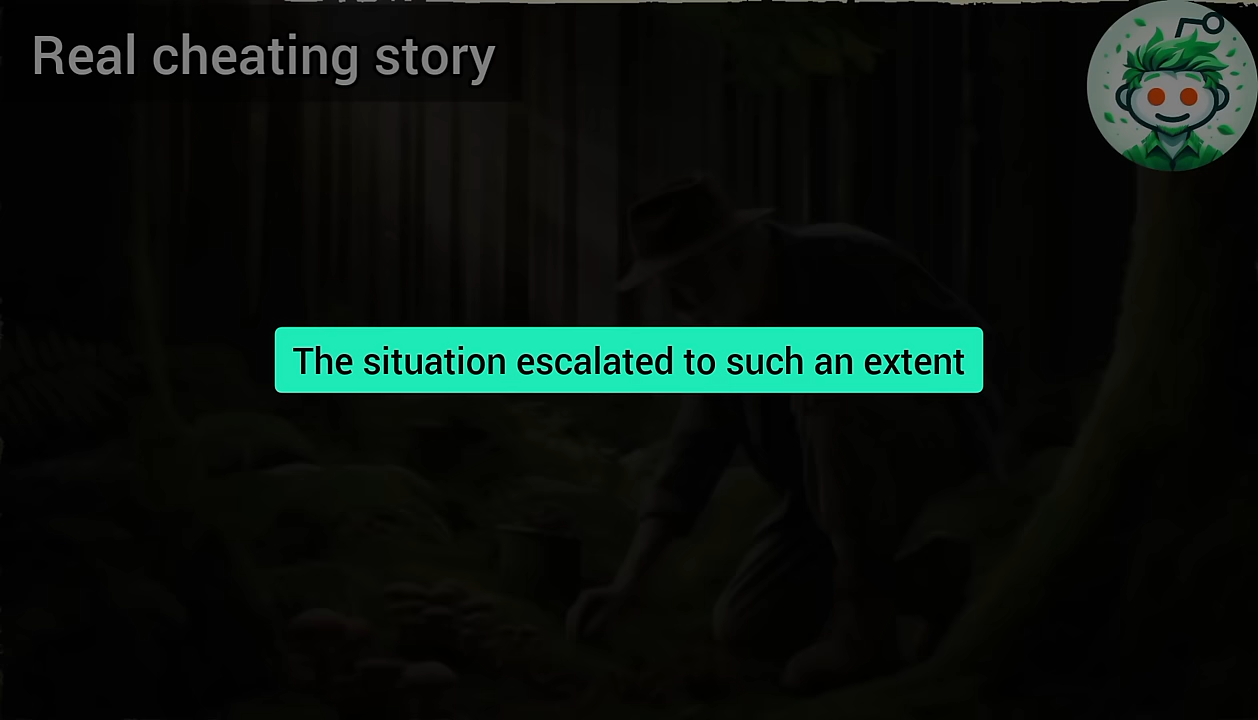 Real cheating story
The situation escalated to such an extent